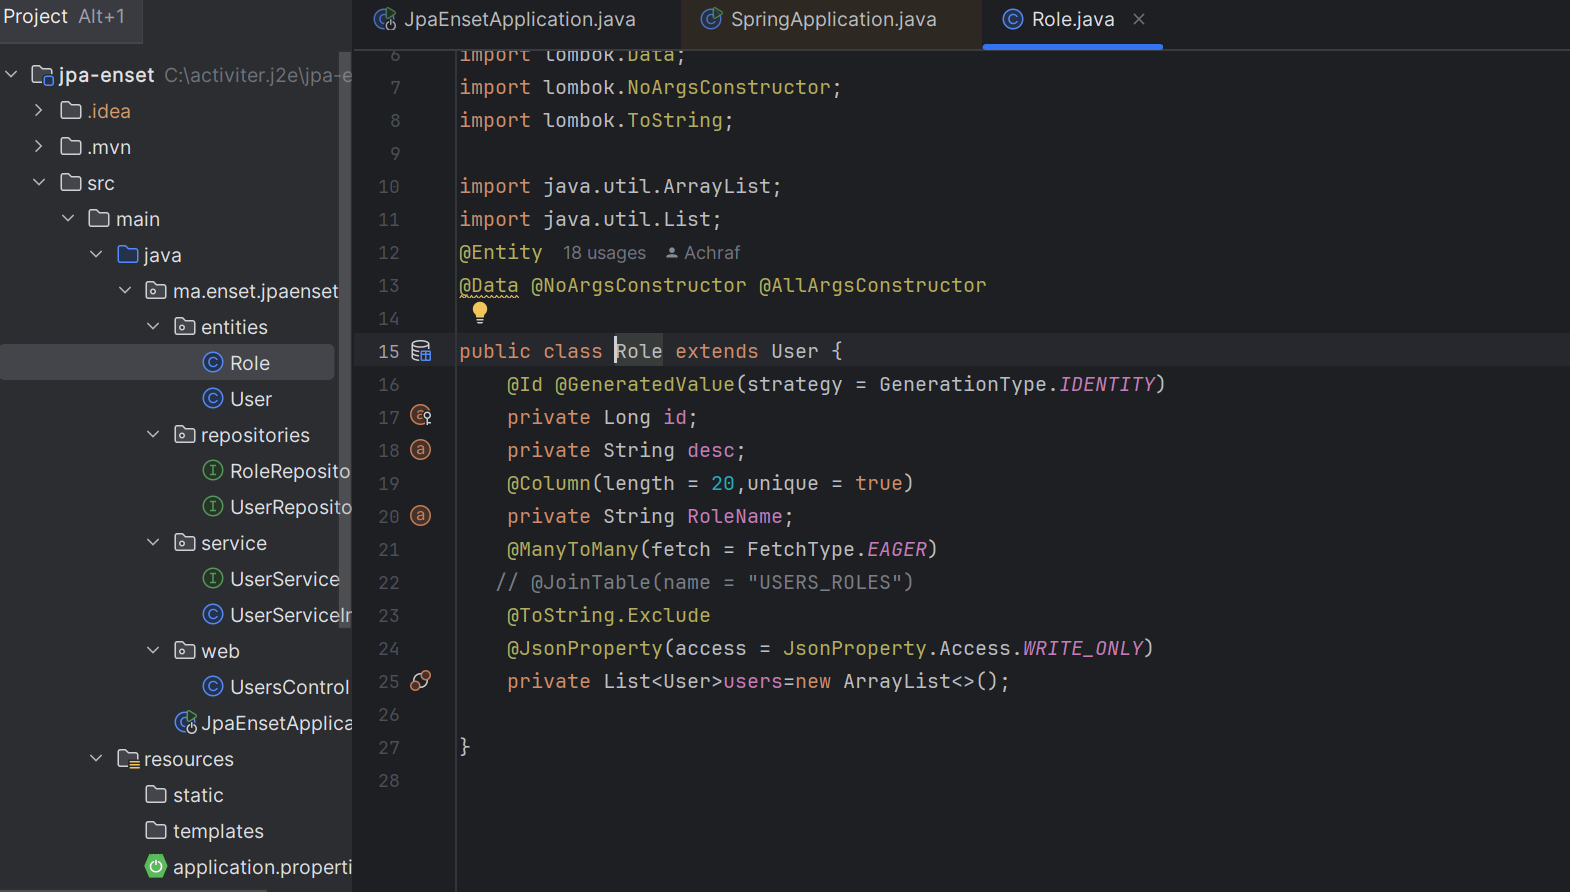 Project Alt+1
JpaEnsetApplication.java
SpringApplication.java
Role.java
jpa-enset C:\activiter.j2e\jpa-e
.idea
.mvn
src
main
java
ma.enset.jpaenset
entities
Role
User
repositories
RoleReposito
UserReposito
service
UserService
UserServiceIr
web
UsersControl
JpaEnsetApplica
resources
static
templates
application.properti
6 import lombok.Data;
7 import lombok.NoArgsConstructor;
8 import lombok.ToString;
9
10 import java.util.ArrayList;
11 import java.util.List;
12 @Entity 18 usages Achraf
13 @Data @NoArgsConstructor @AllArgsConstructor
14
15 public class Role extends User {
16 @Id @GeneratedValue(strategy = GenerationType.IDENTITY)
17 private Long id;
18 private String desc;
19 @Column(length = 20,unique = true)
20 private String RoleName;
21 @ManyToMany(fetch = FetchType.EAGER)
22 // @JoinTable(name = "USERS_ROLES")
23 @ToString.Exclude
24 @JsonProperty(access = JsonProperty.Access.WRITE_ONLY)
25 private List<User>users=new ArrayList<>();
26
27 }
28